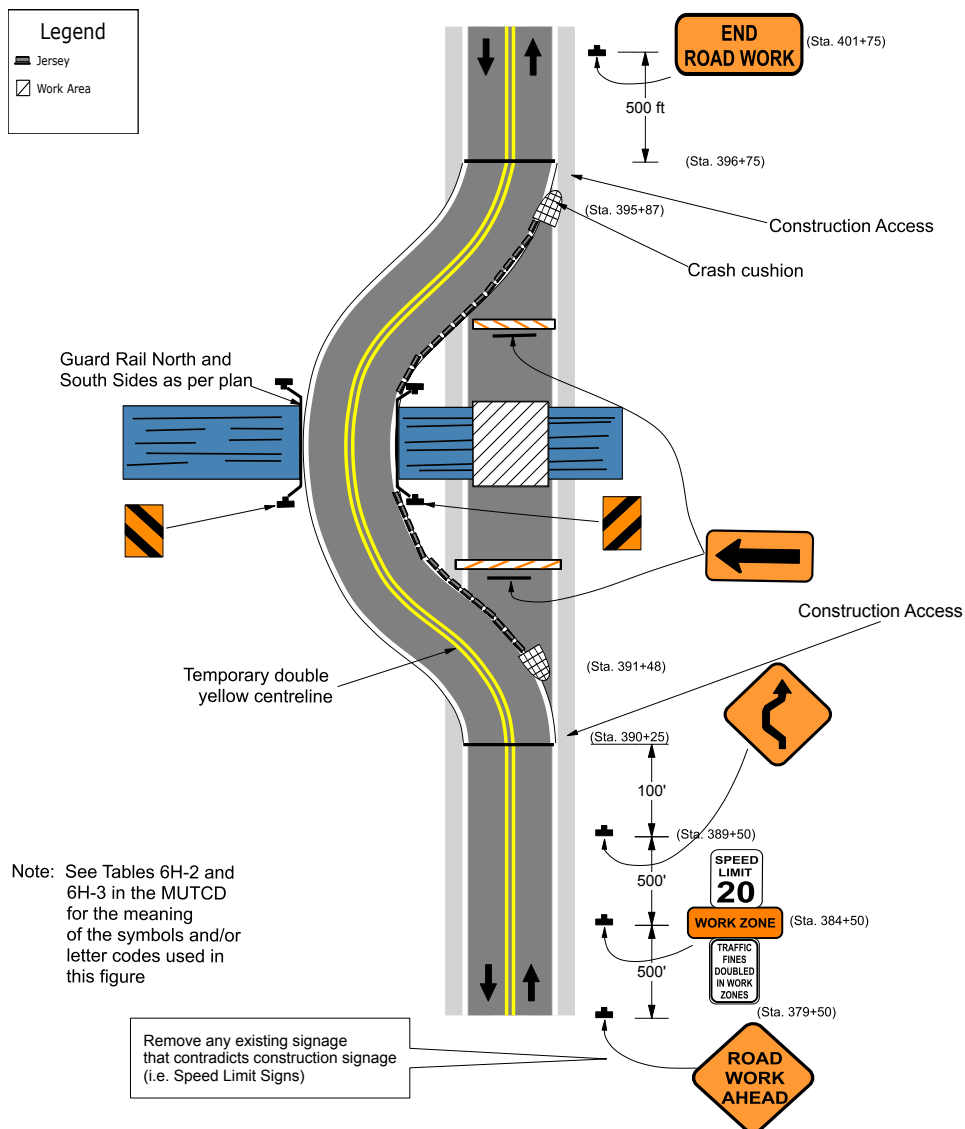 Legend
Jersey
Work Area
END
ROAD WORK
(Sta. 401+75)
500 ft
(Sta. 396+75)
(Sta. 395+87)
Construction Access
Crash cushion
Guard Rail North and
South Sides as per plan
Construction Access
(Sta. 391+48)
Temporary double
yellow centreline
(Sta. 390+25)
100'
(Sta. 389+50)
500'
SPEED
LIMIT
20
WORK ZONE
(Sta. 384+50)
TRAFFIC
FINES
DOUBLED
IN WORK
ZONES
500'
(Sta. 379+50)
Note: See Tables 6H-2 and
6H-3 in the MUTCD
for the meaning
of the symbols and/or
letter codes used in
this figure
Remove any existing signage
that contradicts construction signage
(i.e. Speed Limit Signs)
ROAD
WORK
AHEAD